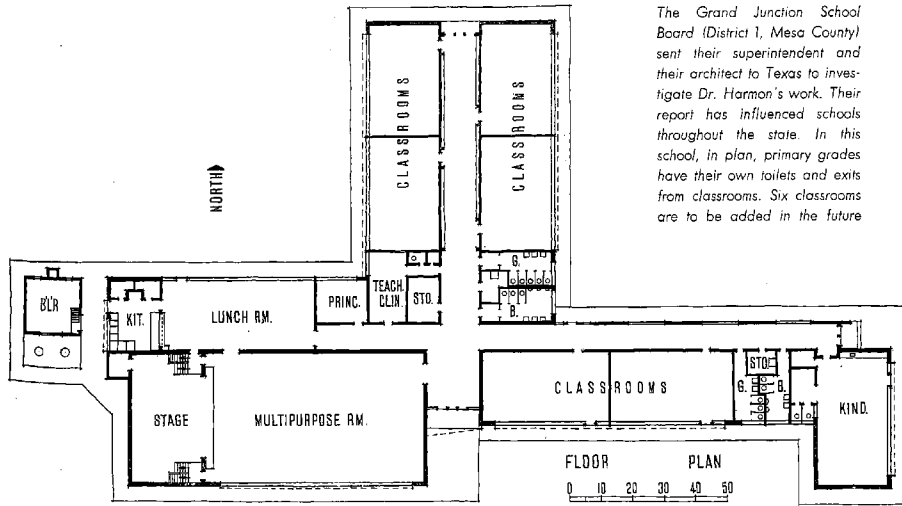 The Grand Junction School
Board (District 1, Mesa County)
sent their superintendent and
their architect to Texas to inves-
tigate Dr. Harmon's work. Their
report has influenced schools
throughout the state. In this
school, in plan, primary grades
have their own toilets and exits
from classrooms. Six classrooms
are to be added in the future
CLASSROOMS
CLASSROOMS
NORTH
BLR
KIT.
LUNCH RM.
PRINC.
TEACH.
CLIN.
STO.
G.
B.
STAGE
MULTIPURPOSE RM.
CLASSROOMS
G.
STO.
B.
KIND.
FLOOR PLAN
0 10 20 30 40 50